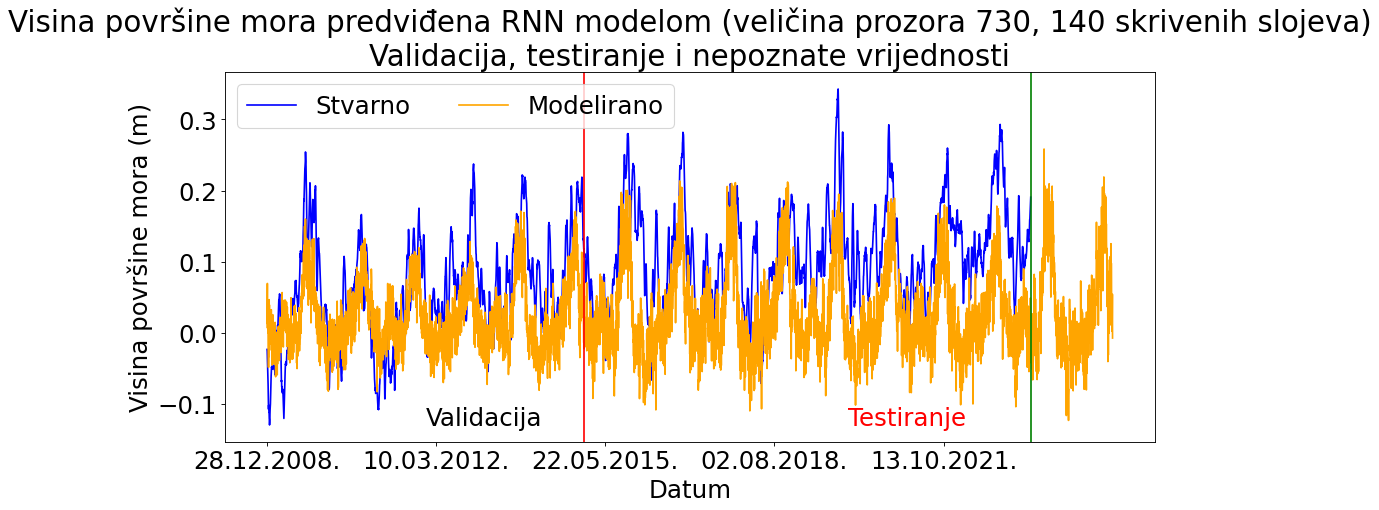 Visina površine mora predviđena RNN modelom (veličina prozora 730, 140 skrivenih slojeva)
Validacija, testiranje i nepoznate vrijednosti
Stvarno
Modelirano
Visina površine mora (m)
0.3
0.2
0.1
0.0
−0.1
Validacija
Testiranje
28.12.2008.
10.03.2012.
22.05.2015.
02.08.2018.
13.10.2021.
Datum